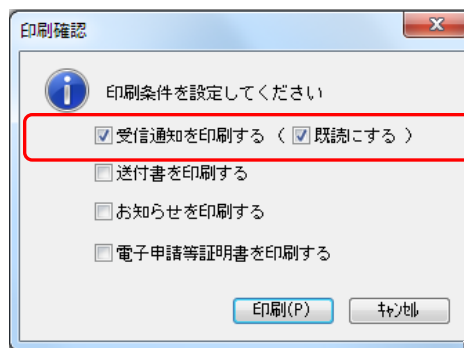 印刷確認
印刷条件を設定してください
受信通知を印刷する ( 既読にする )
送付書を印刷する
お知らせを印刷する
電子申請等証明書を印刷する
印刷(P) ｷｬﾝｾﾙ